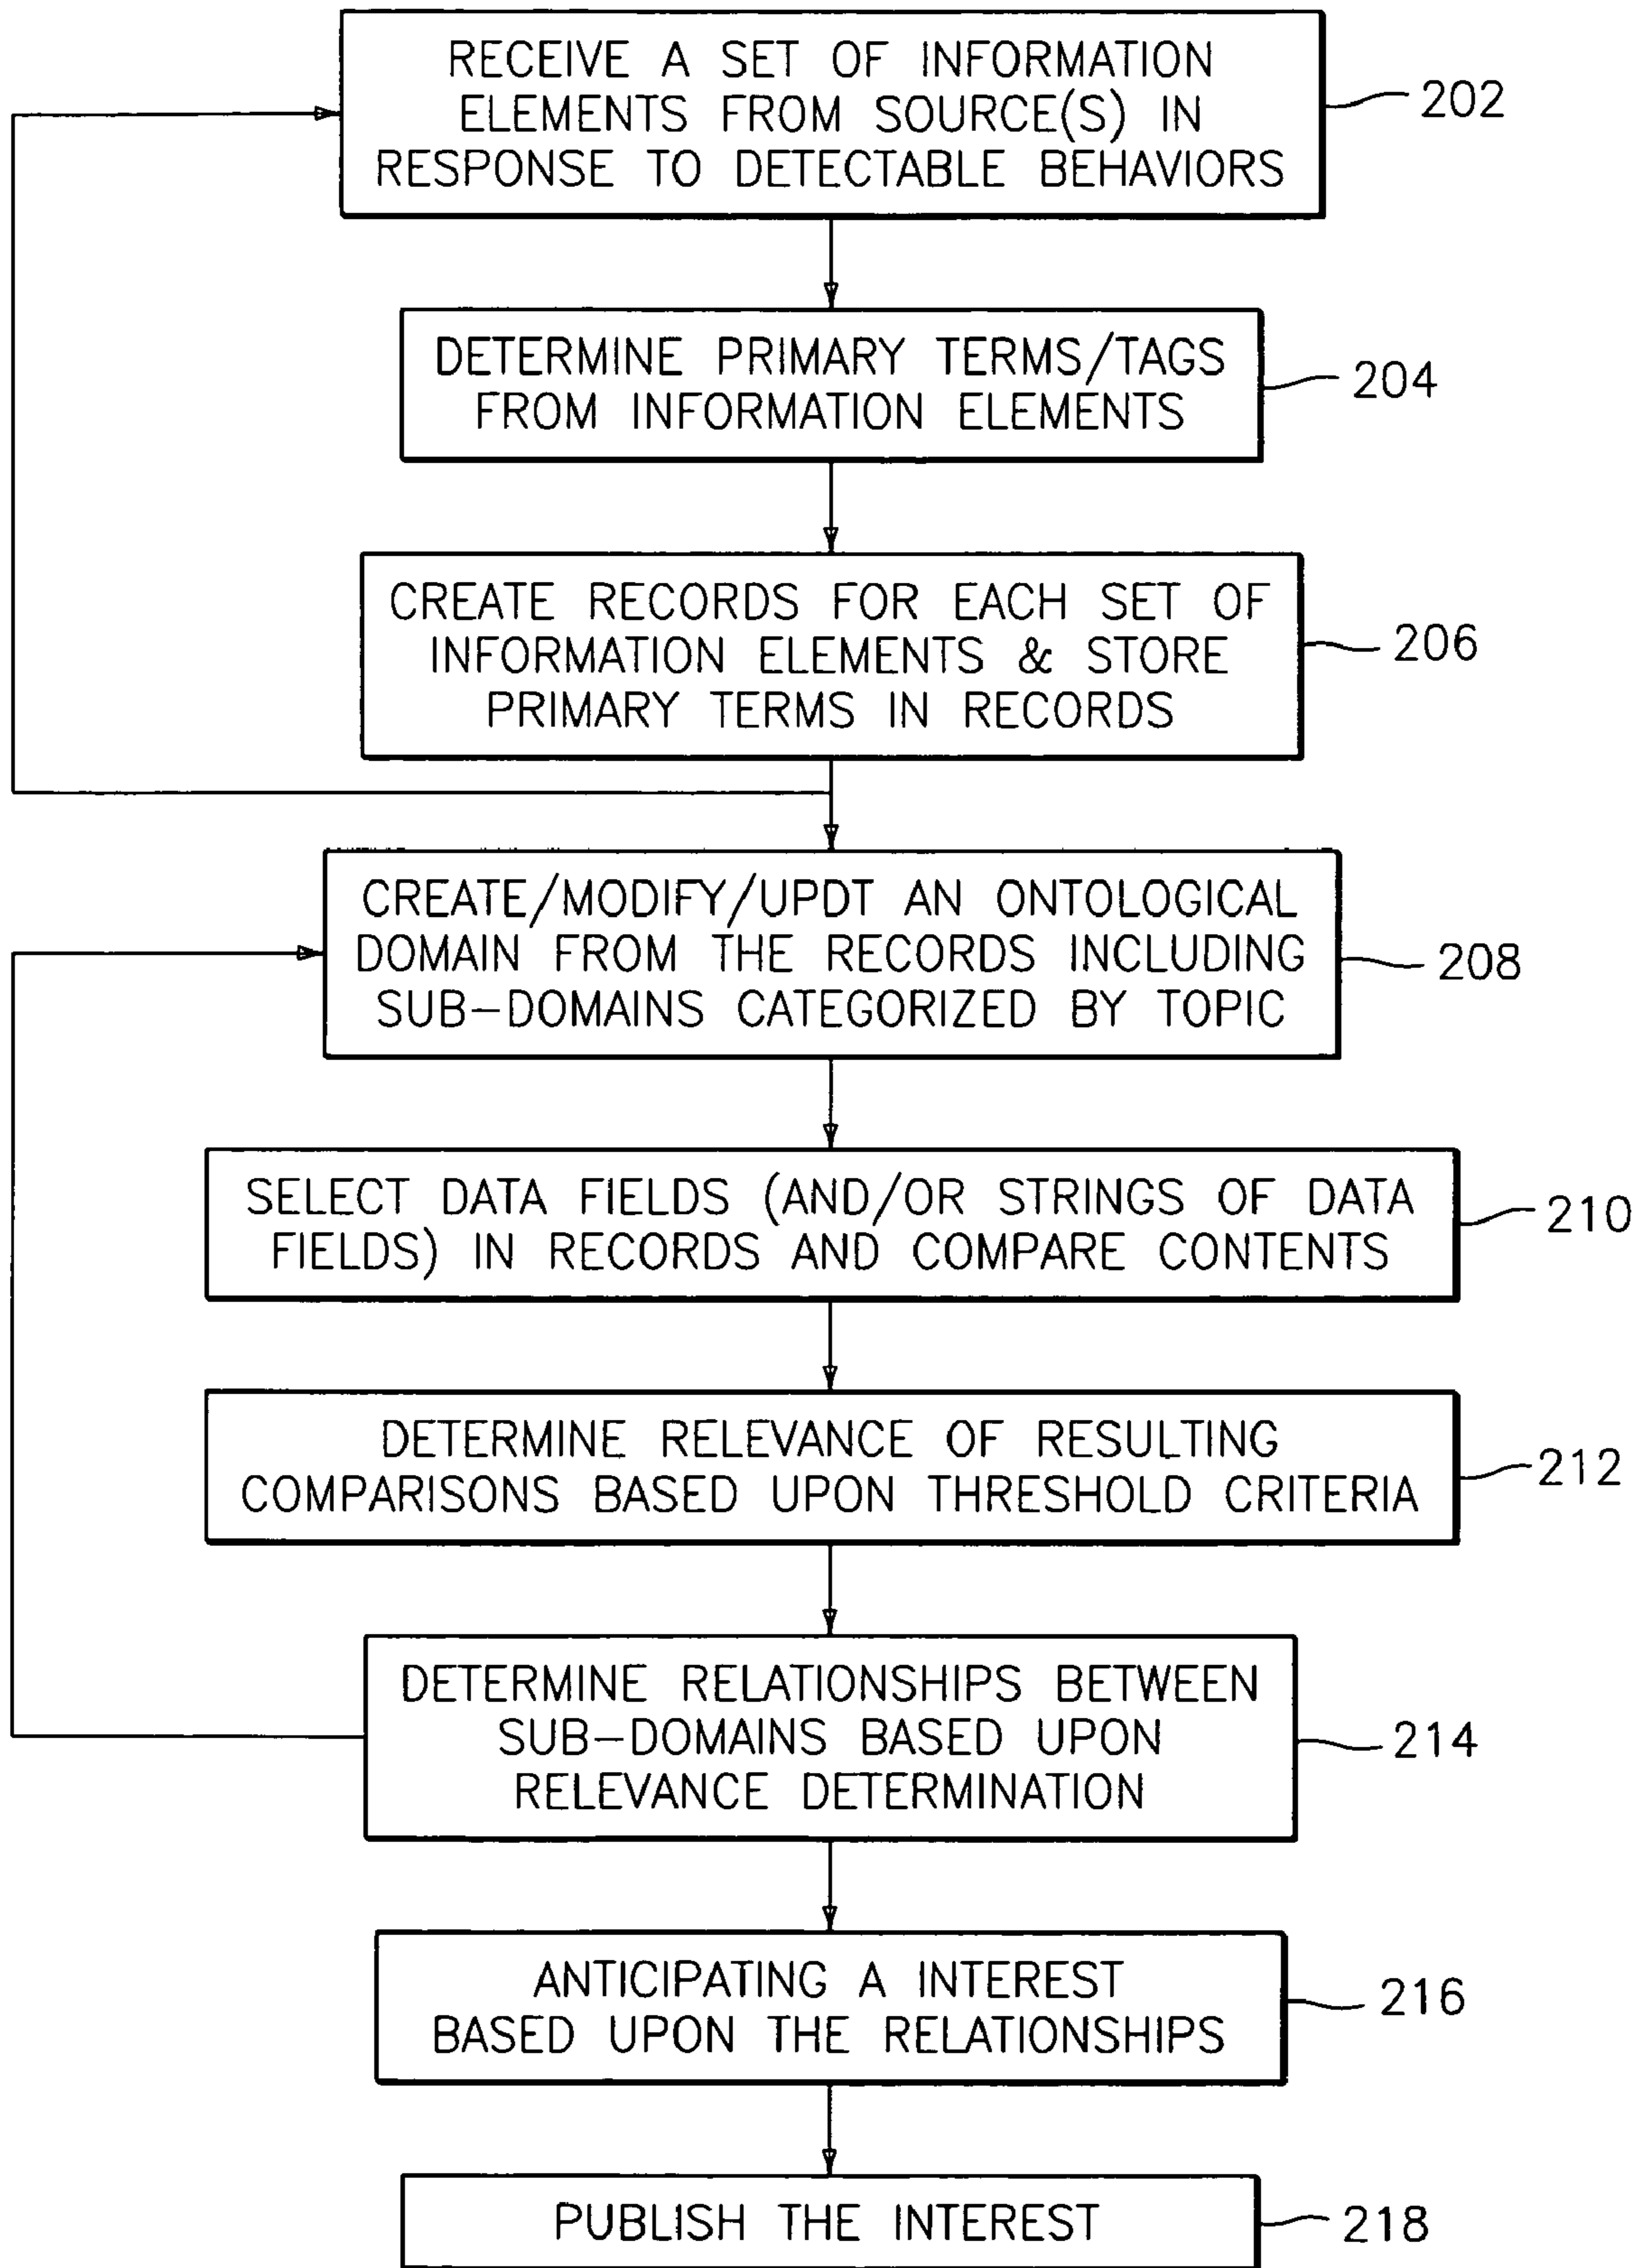 RECEIVE A SET OF INFORMATION
ELEMENTS FROM SOURCE(S) IN
RESPONSE TO DETECTABLE BEHAVIORS
202
DETERMINE PRIMARY TERMS/TAGS
FROM INFORMATION ELEMENTS
204
CREATE RECORDS FOR EACH SET OF
INFORMATION ELEMENTS & STORE
PRIMARY TERMS IN RECORDS
206
CREATE/MODIFY/UPDT AN ONTOLOGICAL
DOMAIN FROM THE RECORDS INCLUDING
SUB-DOMAINS CATEGORIZED BY TOPIC
208
SELECT DATA FIELDS (AND/OR STRINGS OF DATA
FIELDS) IN RECORDS AND COMPARE CONTENTS
210
DETERMINE RELEVANCE OF RESULTING
COMPARISONS BASED UPON THRESHOLD CRITERIA
212
DETERMINE RELATIONSHIPS BETWEEN
SUB-DOMAINS BASED UPON
RELEVANCE DETERMINATION
214
ANTICIPATING A INTEREST
BASED UPON THE RELATIONSHIPS
216
PUBLISH THE INTEREST
218